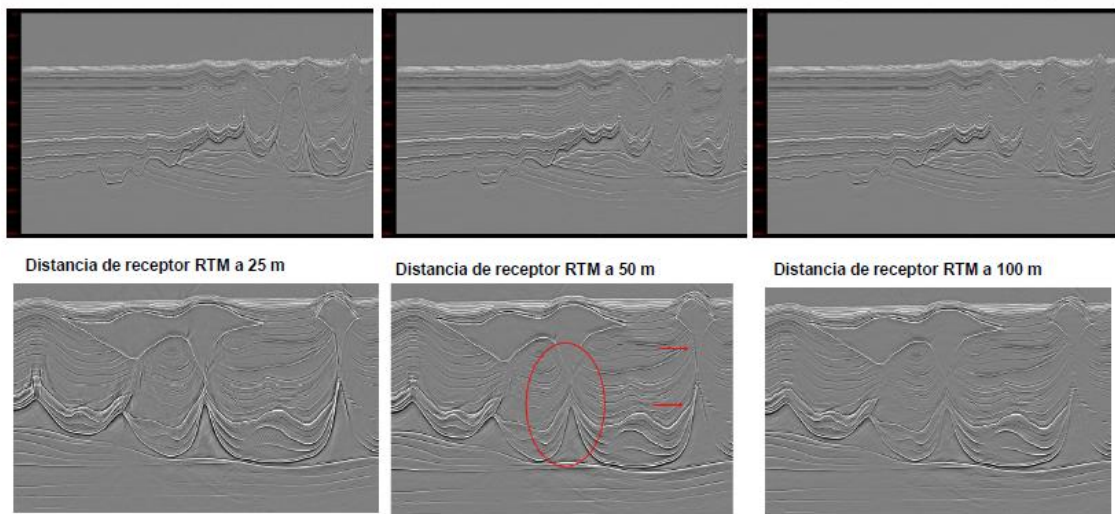 Distancia de receptor RTM a 25 m
Distancia de receptor RTM a 50 m
Distancia de receptor RTM a 100 m